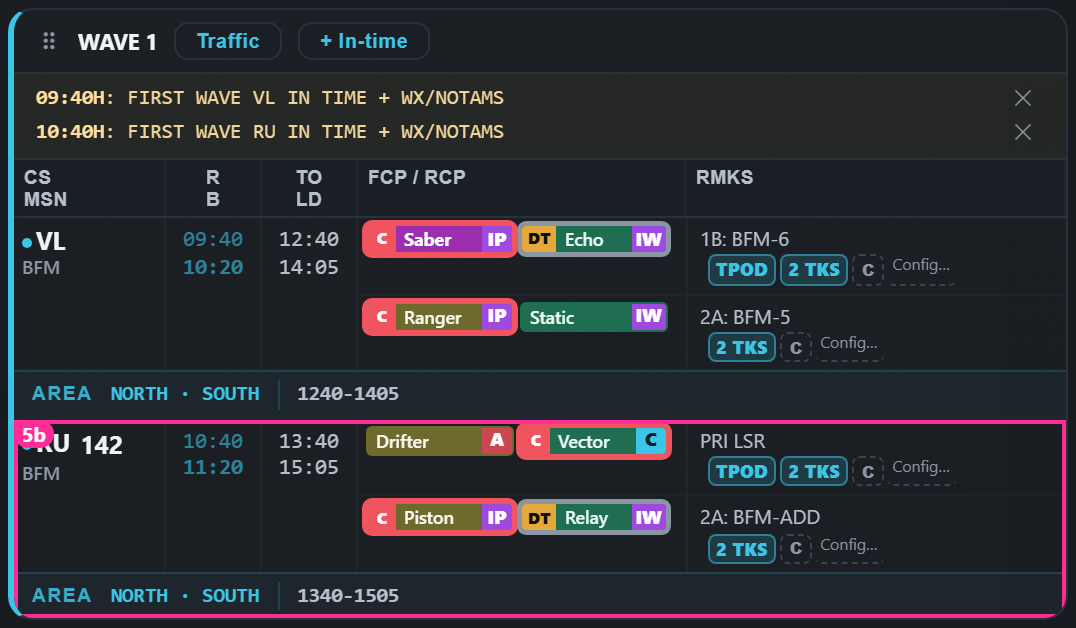 WAVE 1 Traffic + In-time
09:40H: FIRST WAVE VL IN TIME + WX/NOTAMS
10:40H: FIRST WAVE RU IN TIME + WX/NOTAMS
CS R TO FCP / RCP RMKS
MSN B LD
VL 09:40 12:40 C Saber IP DT Echo IW 1B: BFM-6
BFM 10:20 14:05 TPOD 2 TKS C Config...
C Ranger IP Static IW 2A: BFM-5
2 TKS C Config...
AREA NORTH · SOUTH 1240-1405
5b
RU 142 10:40 13:40 Drifter A C Vector C PRI LSR
BFM 11:20 15:05 TPOD 2 TKS C Config...
C Piston IP DT Relay IW 2A: BFM-ADD
2 TKS C Config...
AREA NORTH · SOUTH 1340-1505